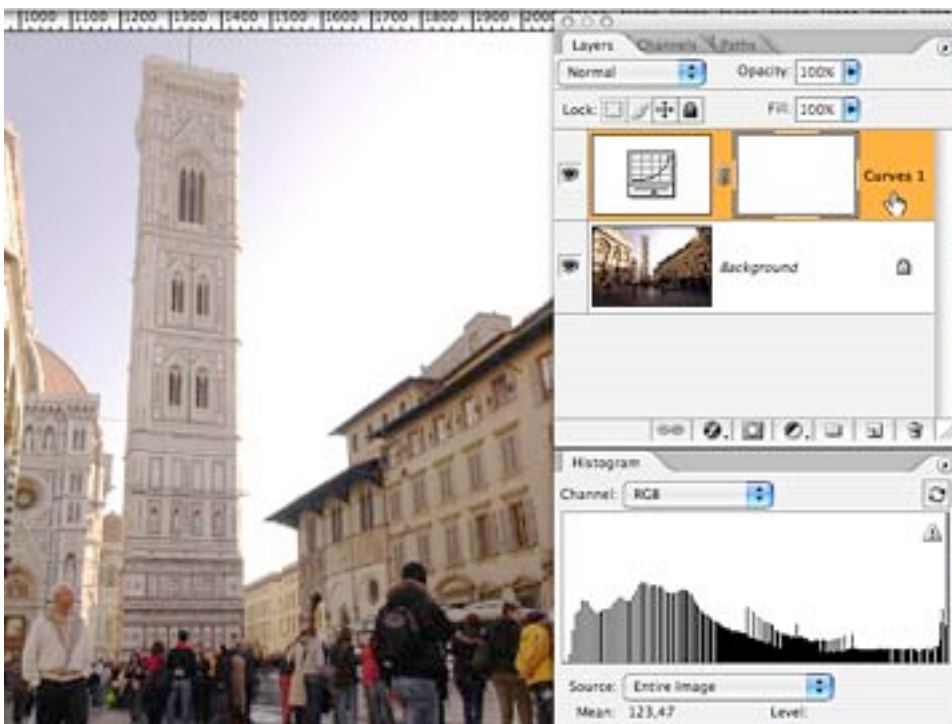 1000 1100 1200 1300 1400 1500 1600 1700 1800 1900 2000
Layers Channels Paths
Normal Opacity: 100%
Lock: Fill: 100%
Curves 1
Background
Histogram
Channel: RGB
Source: Entire Image
Mean: 123,47 Level: